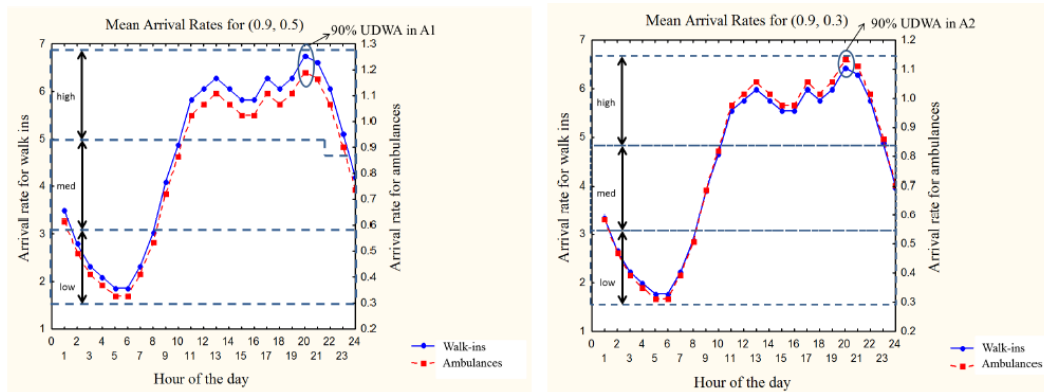 Mean Arrival Rates for (0.9, 0.5)
90% UDWA in A1
7
6
5
4
3
2
1
Arrival rate for walk ins
high
med
low
1.3
1.2
1.1
1.0
0.9
0.8
0.7
0.6
0.5
0.4
0.3
0.2
Arrival rate for ambulances
0 2 4 6 8 10 12 14 16 18 20 22 24
1 3 5 7 9 11 13 15 17 19 21 23
Hour of the day
Walk-ins
Ambulances
Mean Arrival Rates for (0.9, 0.3)
90% UDWA in A2
7
6
5
4
3
2
1
Arrival rate for walk ins
high
med
low
1.2
1.1
1.0
0.9
0.8
0.7
0.6
0.5
0.4
0.3
0.2
Arrival rate for ambulances
0 2 4 6 8 10 12 14 16 18 20 22 24
1 3 5 7 9 11 13 15 17 19 21 23
Hour of the day
Walk-ins
Ambulances